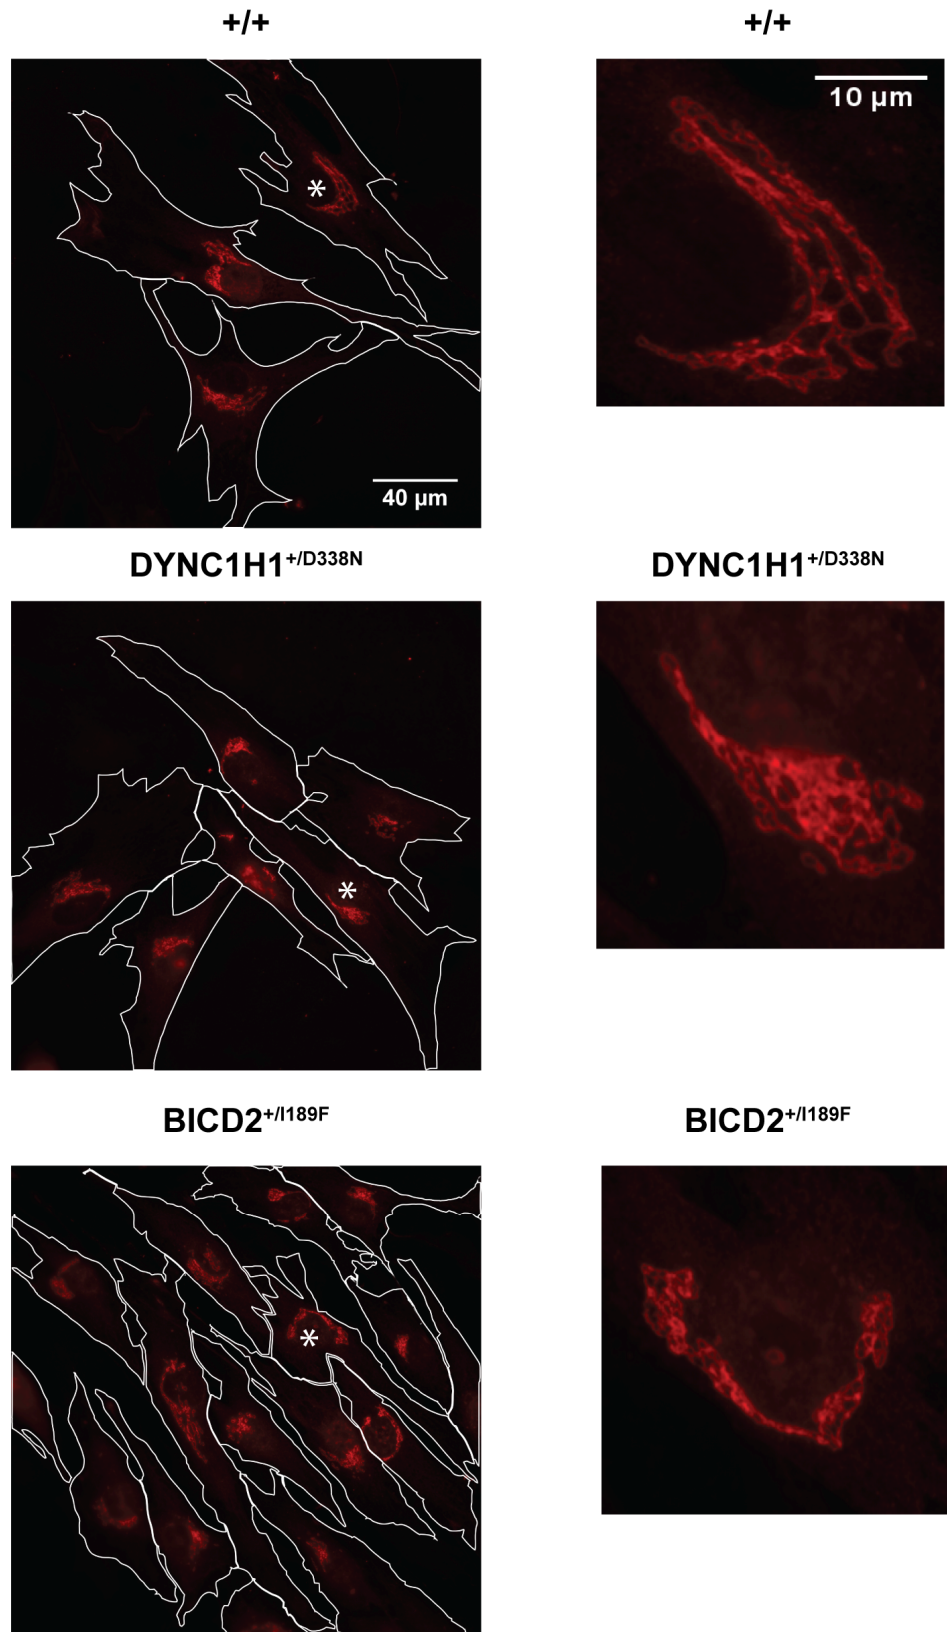 +/+
+/+
*
10 µm
40 µm
DYNC1H1+/D338N
DYNC1H1+/D338N
*
BICD2+/I189F
BICD2+/I189F
*